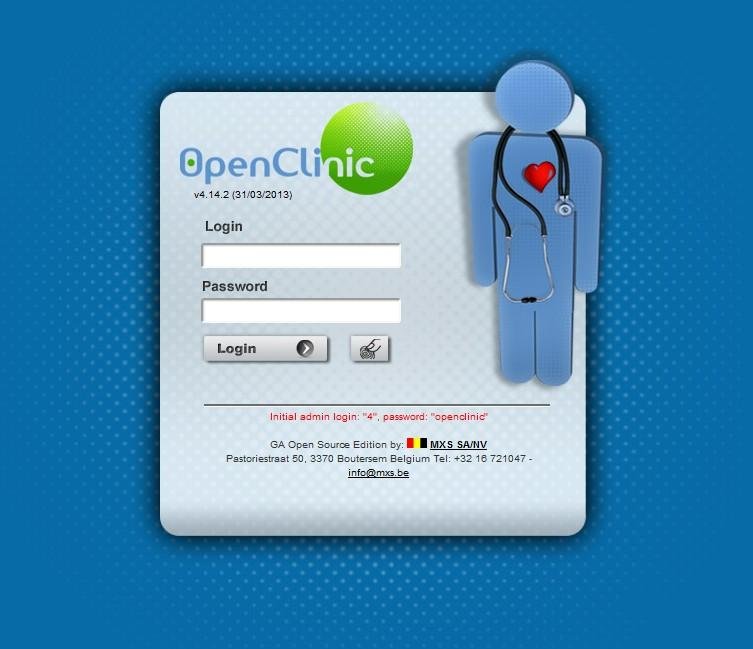 OpenClinic
v4.14.2 (31/03/2013)
Login
Password
Login
Initial admin login: "4", password: "openclinic"
GA Open Source Edition by: MXS SA/NV
Pastoriestraat 50, 3370 Boutersem Belgium Tel: +32 16 721047 -
info@mxs.be